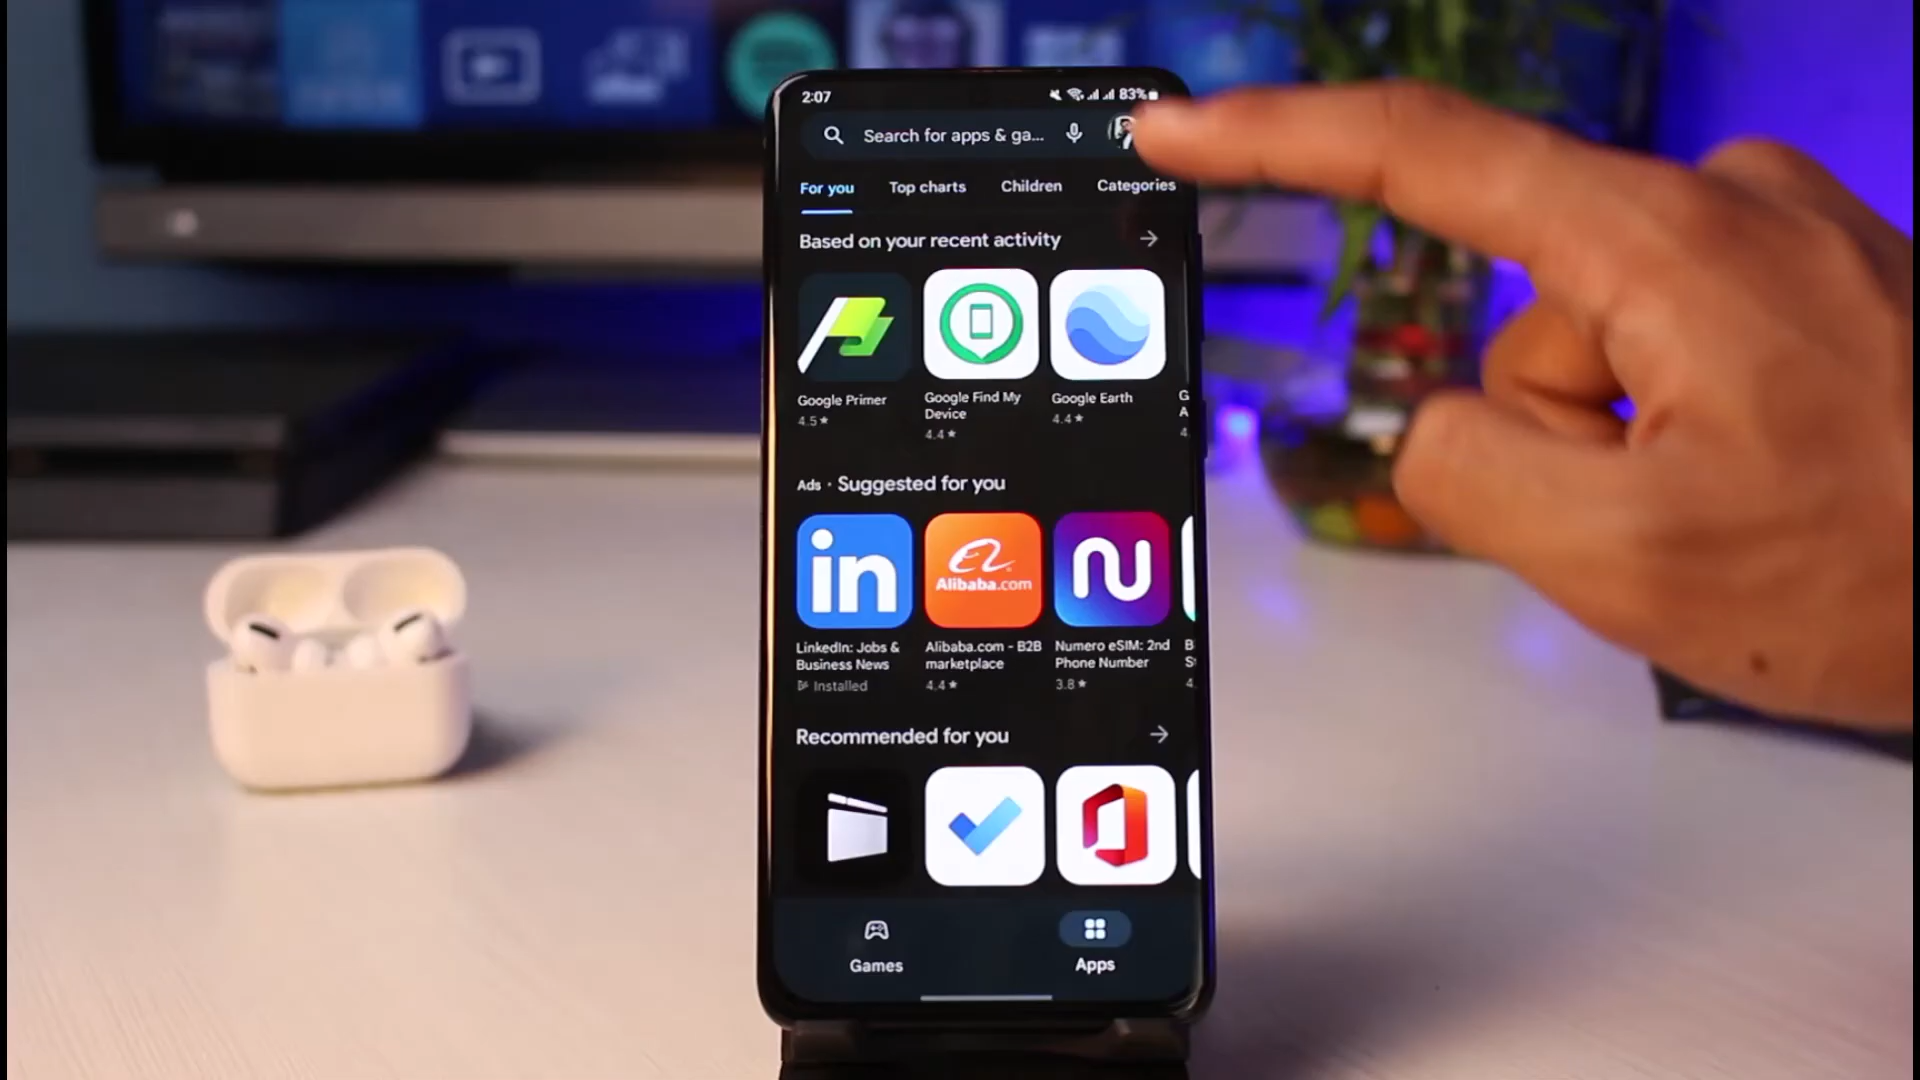 2:07
83%
Search for apps & ga...
For you
Top charts
Children
Categories
Based on your recent activity
Google Primer
4.5★
Google Find My
Device
4.4★
Google Earth
4.4★
G
A
4.
Ads · Suggested for you
in
Alibaba.com
LinkedIn: Jobs &
Business News
Installed
Alibaba.com - B2B
marketplace
4.4★
Numero eSIM: 2nd
Phone Number
3.8★
B
S
4.
Recommended for you
Games
Apps